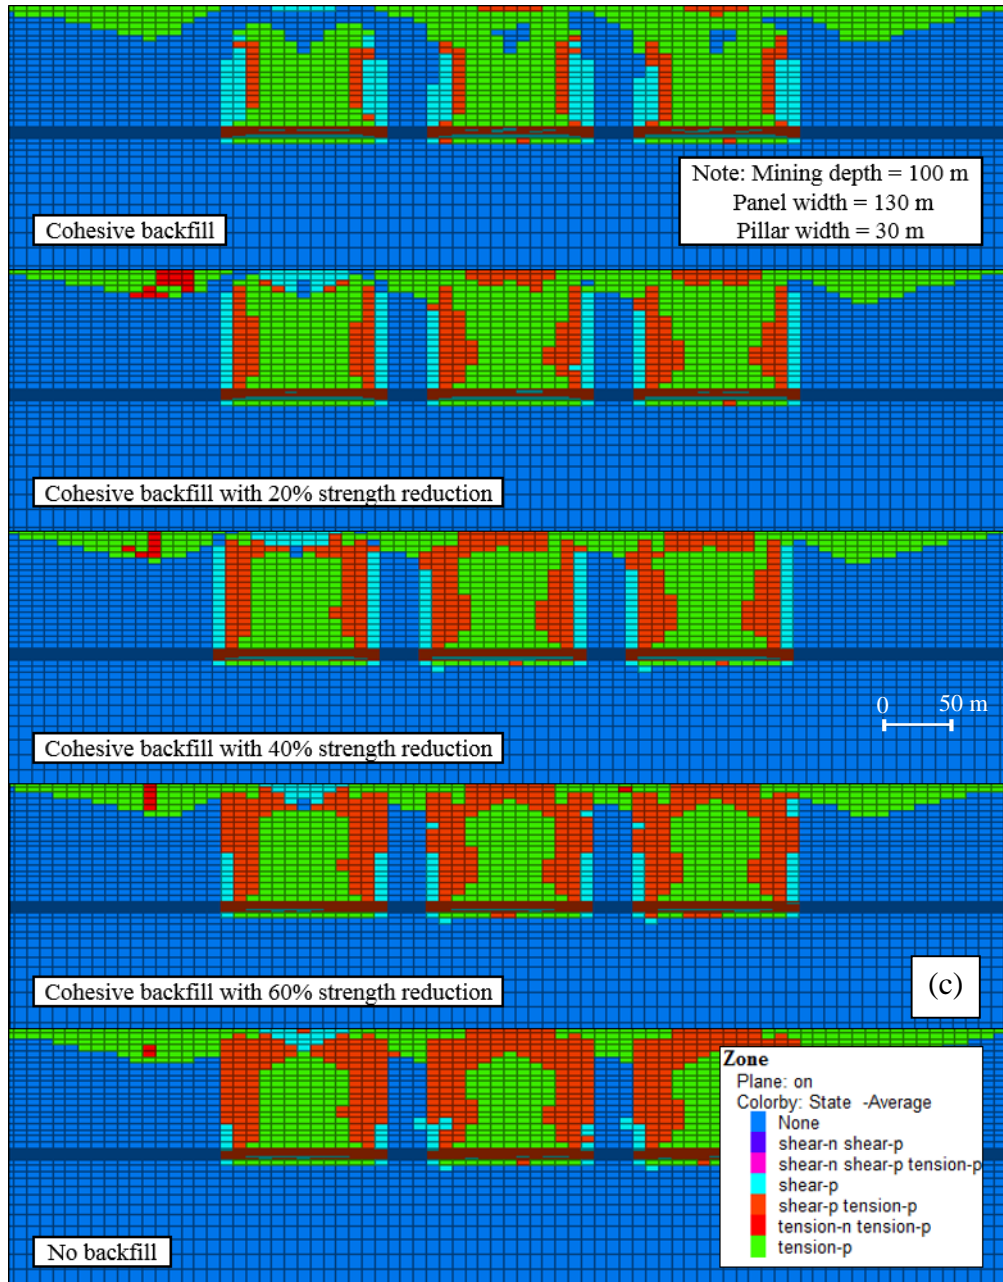 Note: Mining depth = 100 m
Panel width = 130 m
Pillar width = 30 m
Cohesive backfill
Cohesive backfill with 20% strength reduction
0 50 m
Cohesive backfill with 40% strength reduction
(c)
Cohesive backfill with 60% strength reduction
Zone
Plane: on
Colorby: State -Average
None
shear-n shear-p
shear-n shear-p tension-p
shear-p
shear-p tension-p
tension-n tension-p
tension-p
No backfill